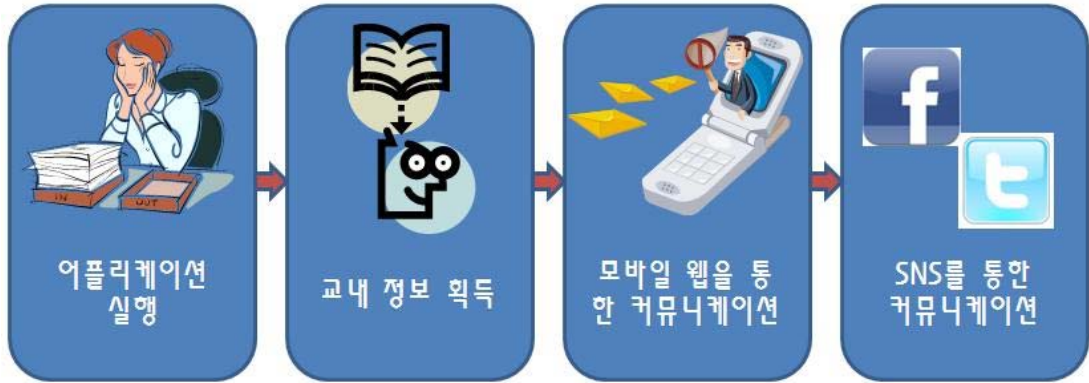 IN
OUT
어플리케이션
실행
교내 정보 획득
모바일 웹을 통
한 커뮤니케이션
f
t
SNS를 통한
커뮤니케이션